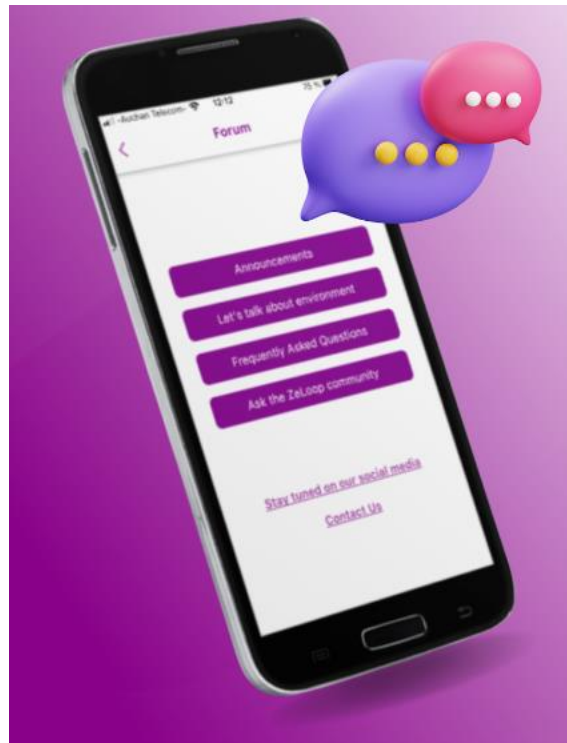 -Auchan Telecom- 12:12 75 %
Forum
Announcements
Let's talk about environment
Frequently Asked Questions
Ask the ZeLoop community
Stay tuned on our social media
Contact Us